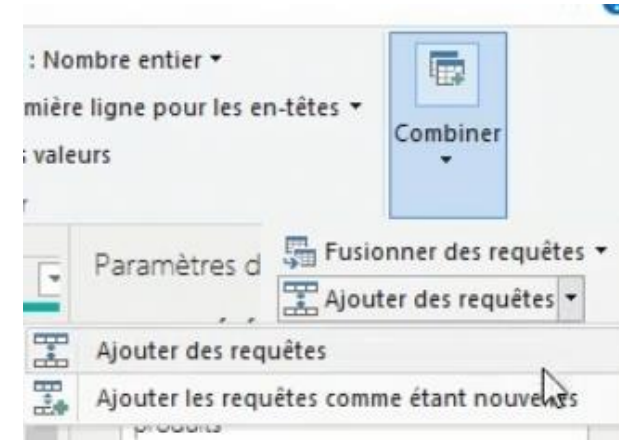 : Nombre entier
mière ligne pour les en-têtes
valeurs
Combiner
Paramètres d
Fusionner des requêtes
Ajouter des requêtes
Ajouter des requêtes
Ajouter les requêtes comme étant nouvelles
produits